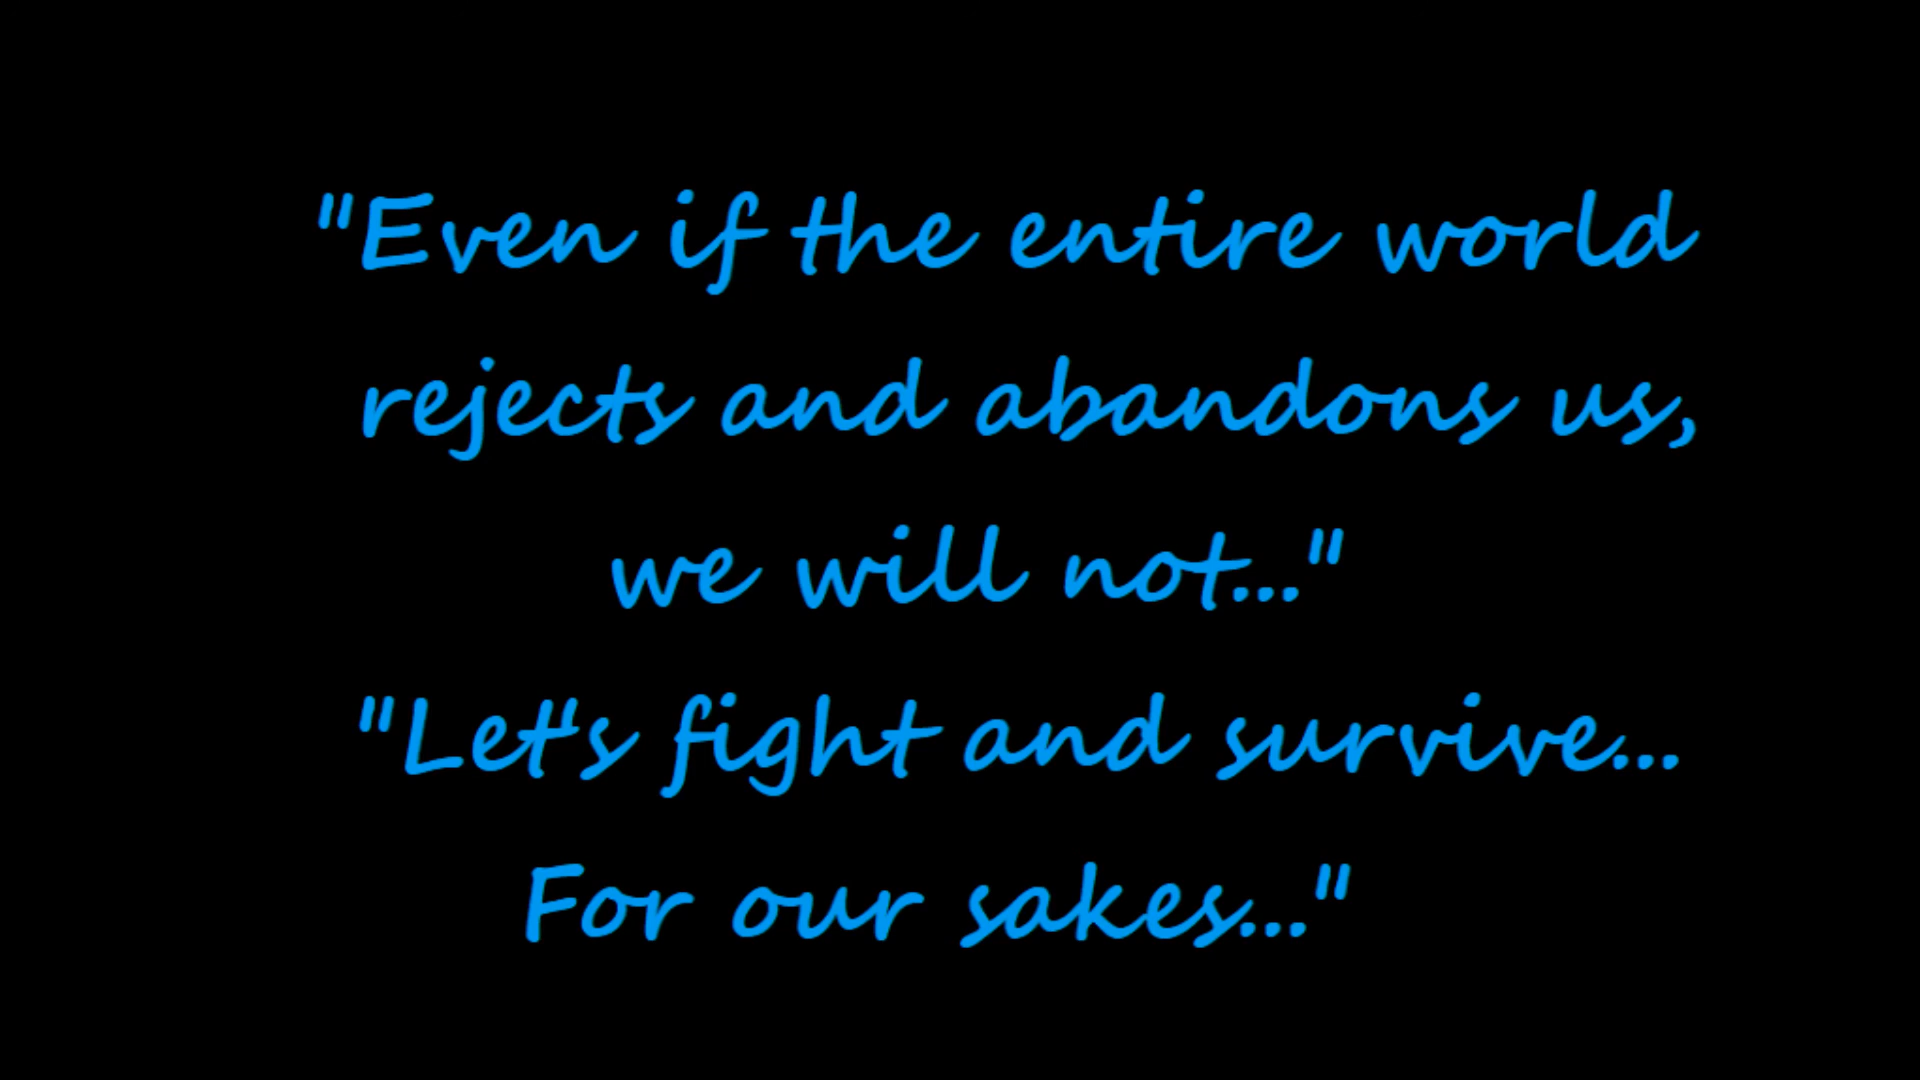 "Even if the entire world
rejects and abandons us,
we will not..."
"Let's fight and survive...
For our sakes..."